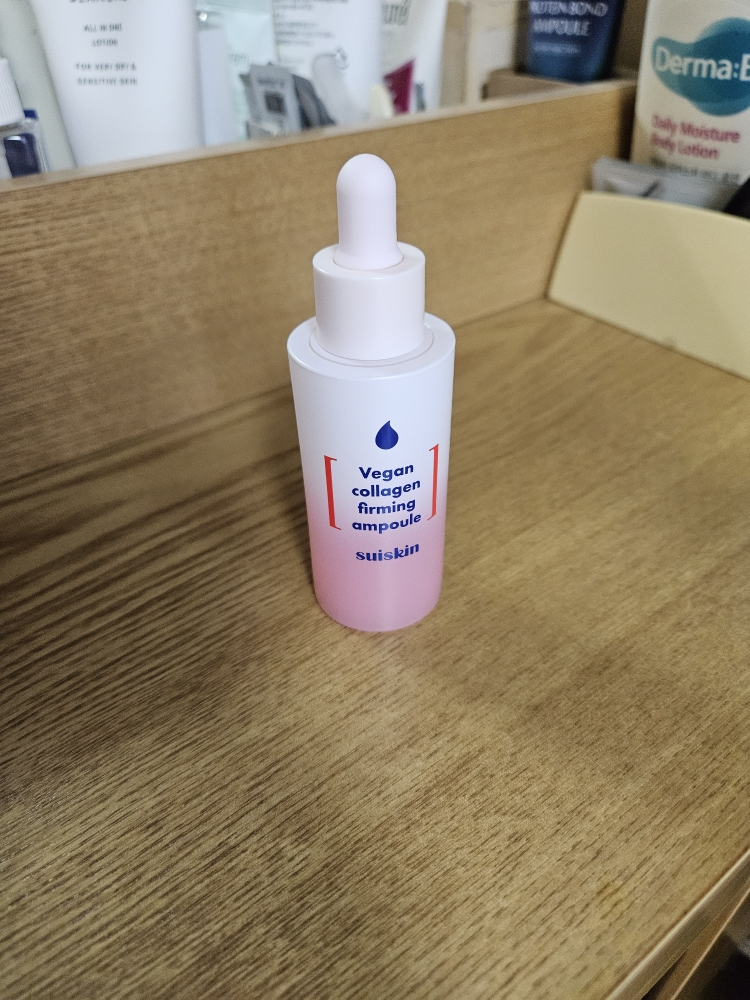 ALL IN ONE
LOTION
FOR VERY DRY &
SENSITIVE SKIN
AMPOULE
Derma:B
Daily Moisture
Body Lotion
Vegan
collagen
firming
ampoule
suiskin